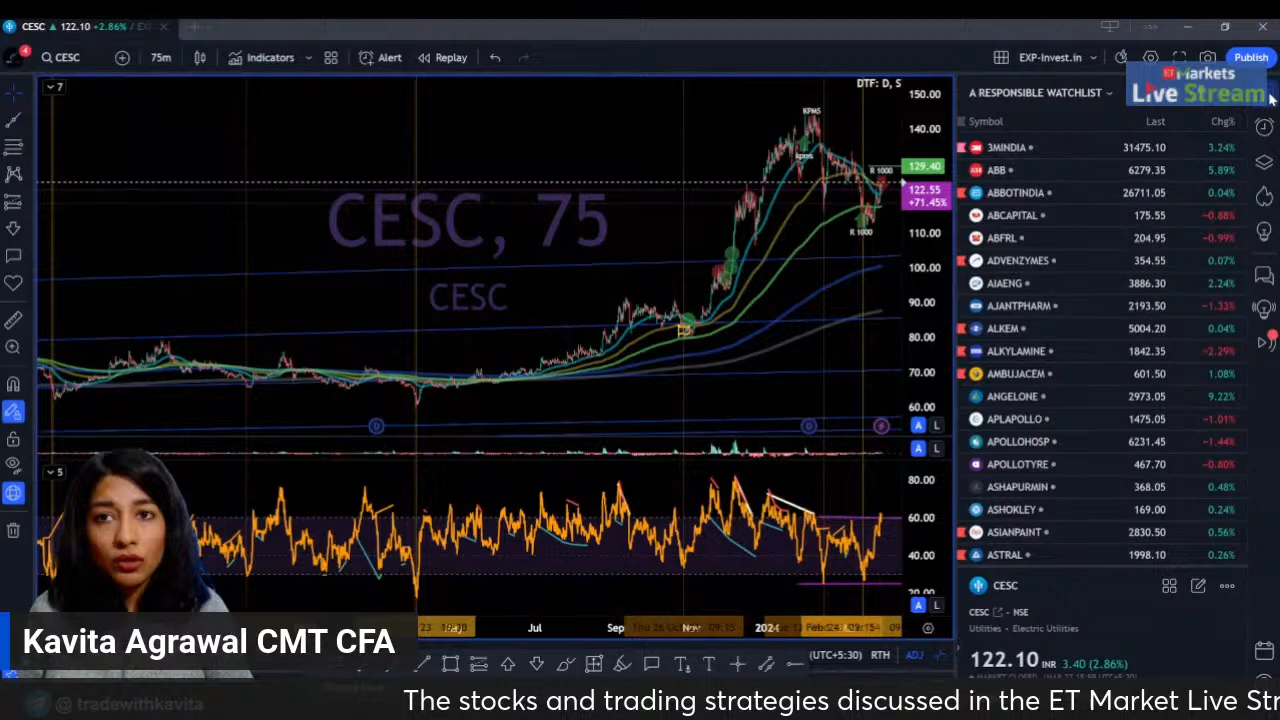 CESC ▲ 122.10 +2.86% / EX
4
CESC
75m
Indicators
Alert
Replay
EXP-Invest.in
Publish
ET Markets
Live Stream
7
DTF: D, S
CESC, 75
CESC
KPMS
kpms
R 1000
R 1000
D
D
150.00
140.00
129.40
122.55
+71.45%
110.00
100.00
90.00
80.00
70.00
60.00
A L
A L
5
80.00
60.00
40.00
20.00
A L
Jul
Sep
Nov
2024
A RESPONSIBLE WATCHLIST
Symbol Last Chg%
3MINDIA 31475.10 3.24%
ABB 6279.35 5.89%
ABBOTINDIA 26711.05 0.04%
ABCAPITAL 175.55 −0.88%
ABFRL 204.95 −0.99%
ADVENZYMES 354.55 0.07%
AIAENG 3886.30 2.24%
AJANTPHARM 2193.50 −1.33%
ALKEM 5004.20 0.04%
ALKYLAMINE 1842.35 −2.29%
AMBUJACEM 601.50 1.08%
ANGELONE 2973.05 9.22%
APLAPOLLO 1475.05 −1.01%
APOLLOHOSP 6231.45 −1.44%
APOLLOTYRE 467.70 −0.80%
ASHAPURMIN 368.05 0.48%
ASHOKLEY 169.00 0.24%
ASIANPAINT 2830.50 0.56%
ASTRAL 1998.10 0.26%
CESC
CESC - NSE
Utilities • Electric Utilities
122.10 INR 3.40 (2.86%)
(UTC+5:30) RTH ADJ
Kavita Agrawal CMT CFA
@ tradewithkavita
The stocks and trading strategies discussed in the ET Market Live Str